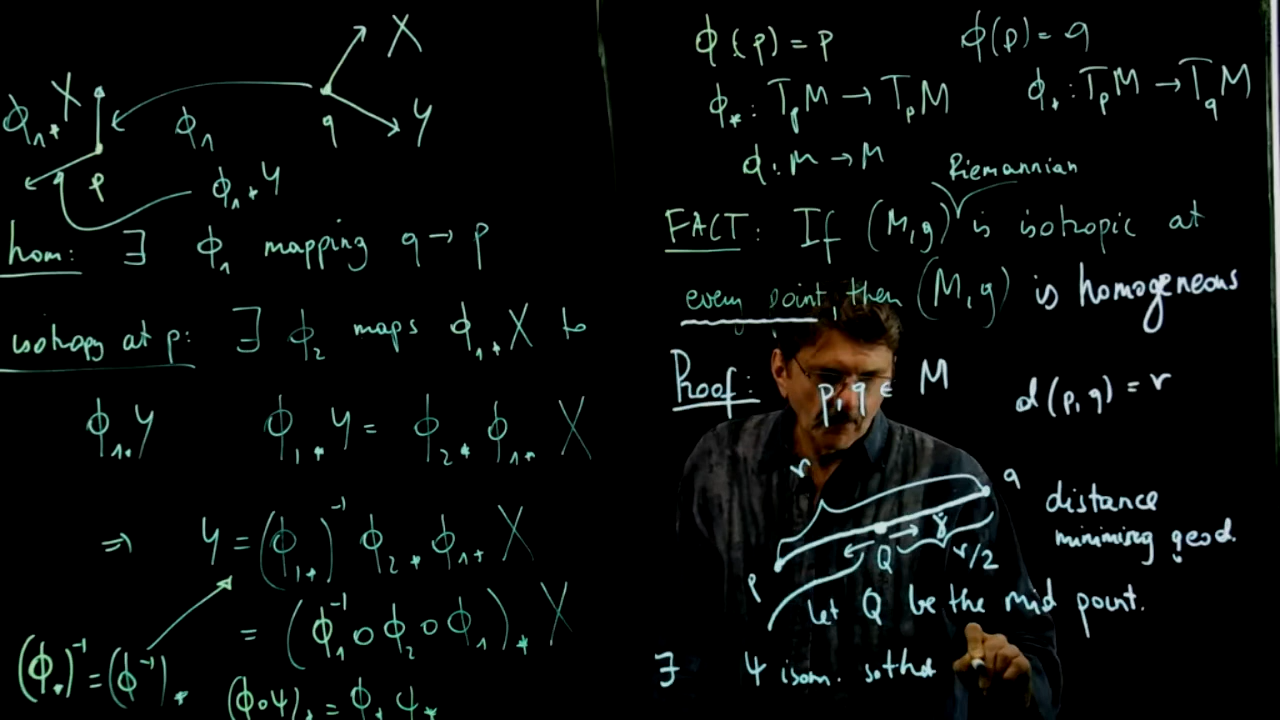 X
ϕ₁⁎X
ϕ₁
q
Y
p
ϕ₁⁎Y
hom: ∃ ϕ₁ mapping q → p
isotropy at p: ∃ ϕ₂ maps ϕ₁⁎X to
ϕ₁⁎Y ϕ₁⁎Y = ϕ₂⁎ϕ₁⁎ X
⇒ Y = (ϕ₁⁎)⁻¹ ϕ₂⁎ϕ₁⁎ X
= (ϕ₁⁻¹ ∘ ϕ₂ ∘ ϕ₁)⁎ X
(ϕ⁎)⁻¹ = (ϕ⁻¹)⁎
(ϕ∘ψ)⁎ = ϕ⁎ψ⁎
ϕ(p) = p ϕ(p) = q
ϕ⁎ : TₚM → TₚM ϕ⁎ : TₚM → T_qM
ϕ : M → M
Riemannian
FACT: If (M,g) is isotropic at
every point, then (M,g) is homogeneous
Proof: p, q ∈ M d(p,q) = r
r
q
distance
γ̇
minimising geod.
Q
r/2
p
let Q be the mid point.
∃ ψ isom. so that